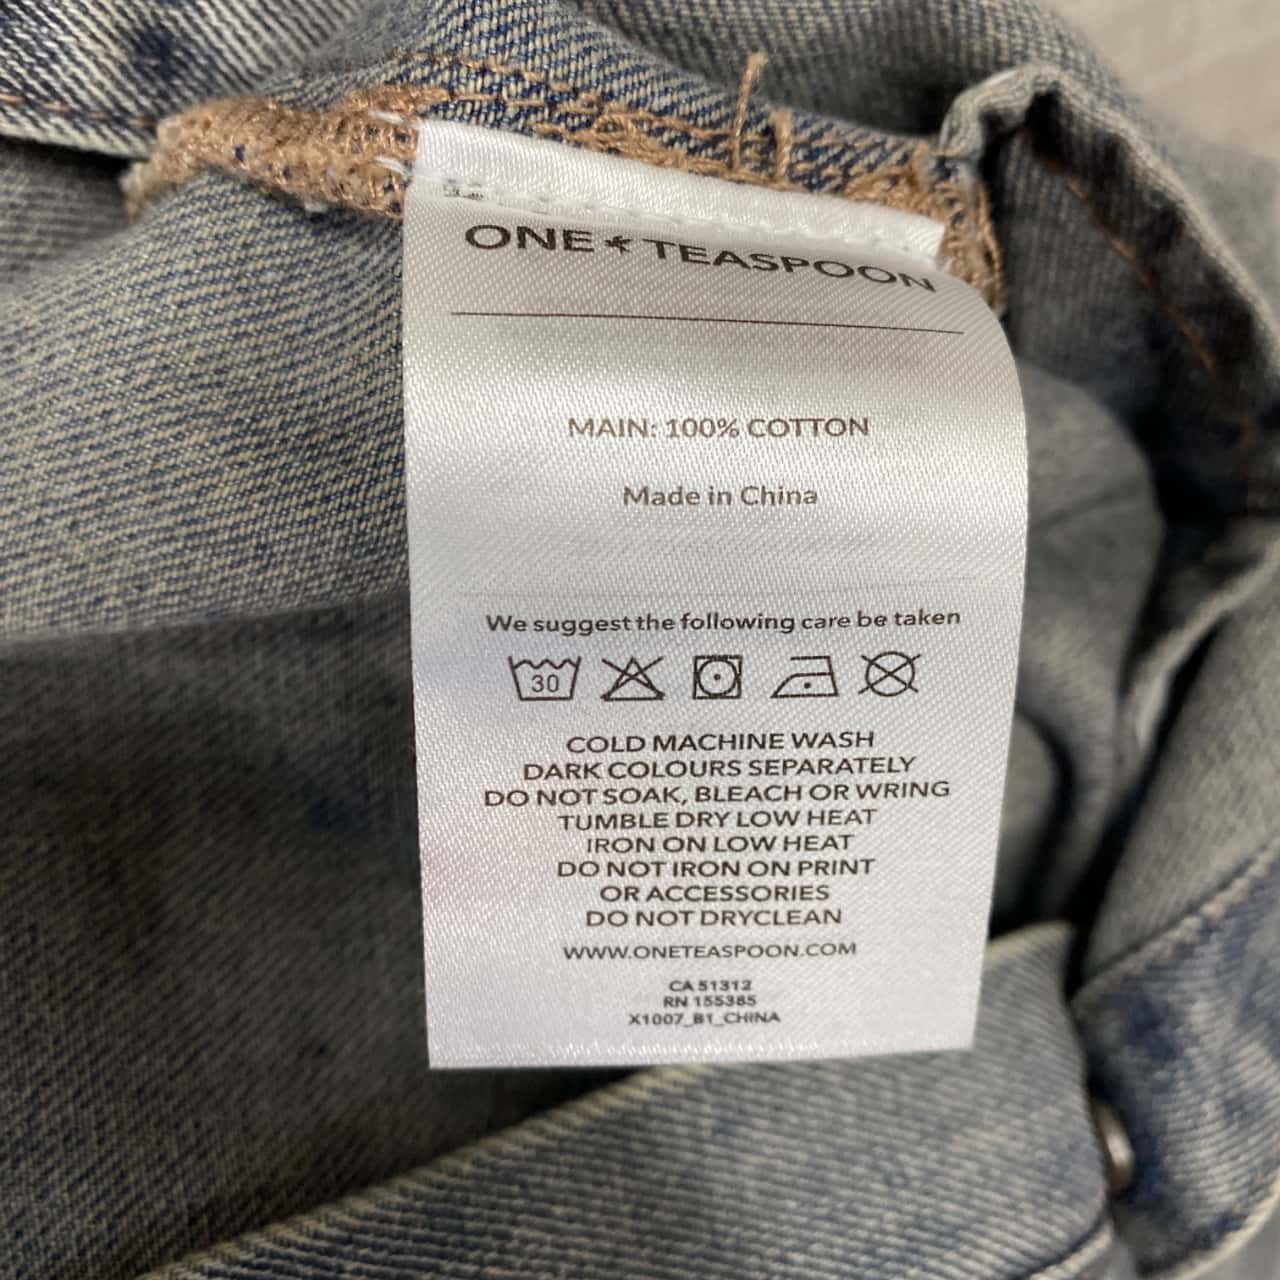 ONE TEASPOON
MAIN: 100% COTTON
Made in China
We suggest the following care be taken
30
COLD MACHINE WASH
DARK COLOURS SEPARATELY
DO NOT SOAK, BLEACH OR WRING
TUMBLE DRY LOW HEAT
IRON ON LOW HEAT
DO NOT IRON ON PRINT
OR ACCESSORIES
DO NOT DRYCLEAN
WWW.ONETEASPOON.COM
CA 51312
RN 155385
X1007_B1_CHINA